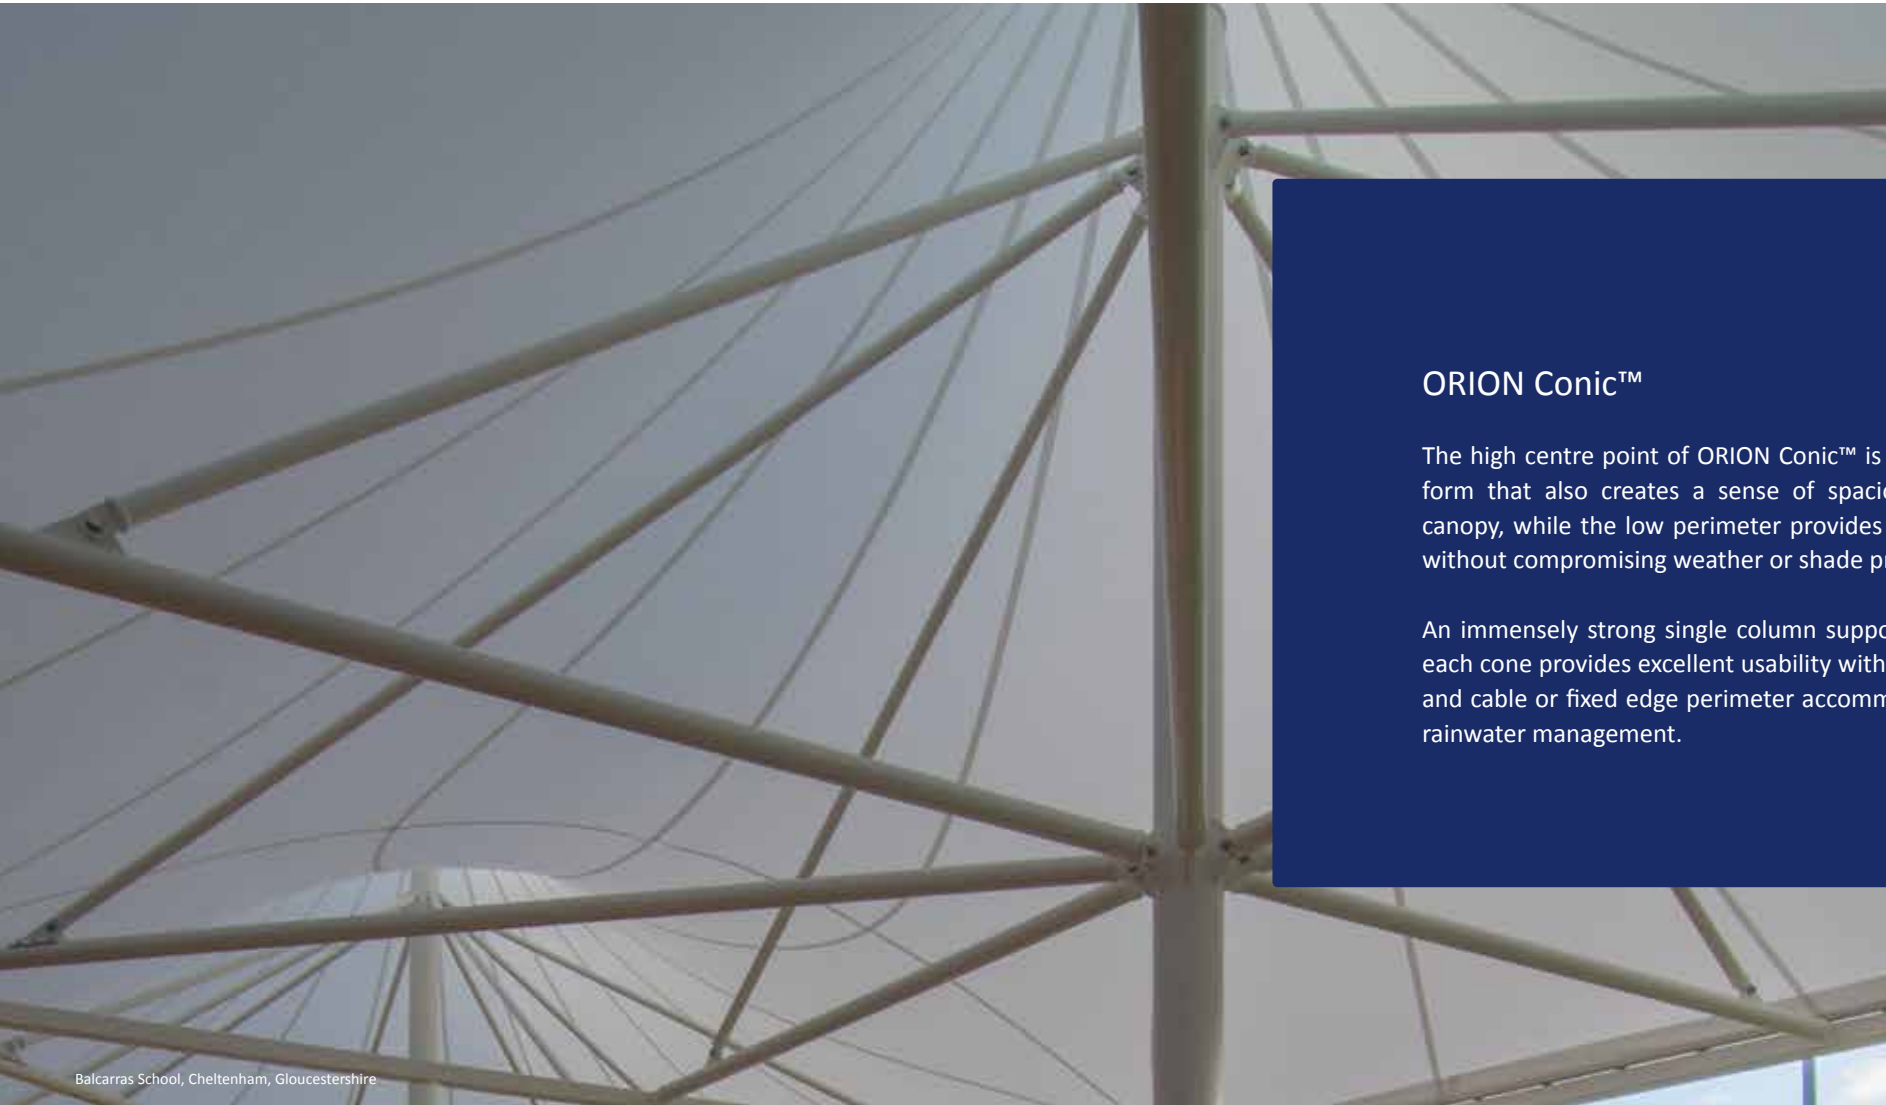 ORION Conic™
The high centre point of ORION Conic™ is
form that also creates a sense of
canopy, while the low perimeter provides
without compromising weather or shade
An immensely strong single column
each cone provides excellent usability with
and cable or fixed edge perimeter
rainwater management.
Balcarras School, Cheltenham, Gloucestershire